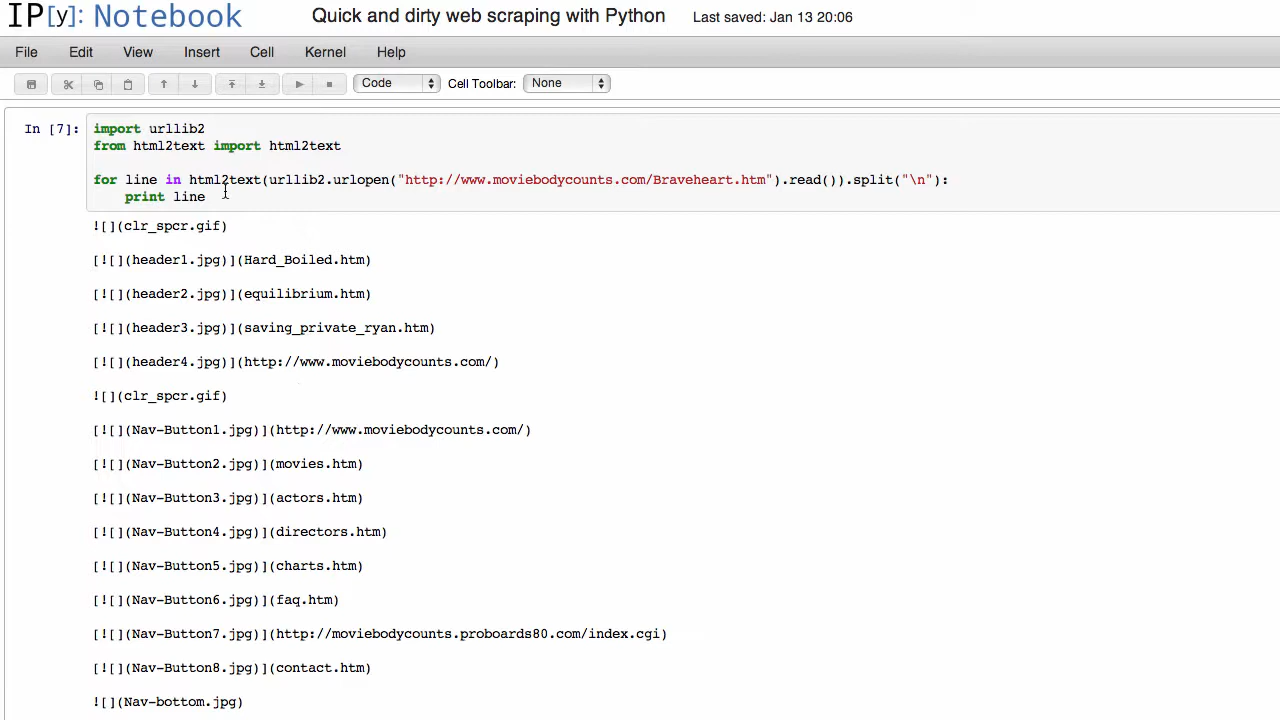 IP[y]: Notebook Quick and dirty web scraping with Python Last saved: Jan 13 20:06
File Edit View Insert Cell Kernel Help
Code Cell Toolbar: None
In [7]: import urllib2
from html2text import html2text
for line in html2text(urllib2.urlopen("http://www.moviebodycounts.com/Braveheart.htm").read()).split("\n"):
print line
![](clr_spcr.gif)
[![](header1.jpg)](Hard_Boiled.htm)
[![](header2.jpg)](equilibrium.htm)
[![](header3.jpg)](saving_private_ryan.htm)
[![](header4.jpg)](http://www.moviebodycounts.com/)
![](clr_spcr.gif)
[![](Nav-Button1.jpg)](http://www.moviebodycounts.com/)
[![](Nav-Button2.jpg)](movies.htm)
[![](Nav-Button3.jpg)](actors.htm)
[![](Nav-Button4.jpg)](directors.htm)
[![](Nav-Button5.jpg)](charts.htm)
[![](Nav-Button6.jpg)](faq.htm)
[![](Nav-Button7.jpg)](http://moviebodycounts.proboards80.com/index.cgi)
[![](Nav-Button8.jpg)](contact.htm)
![](Nav-bottom.jpg)